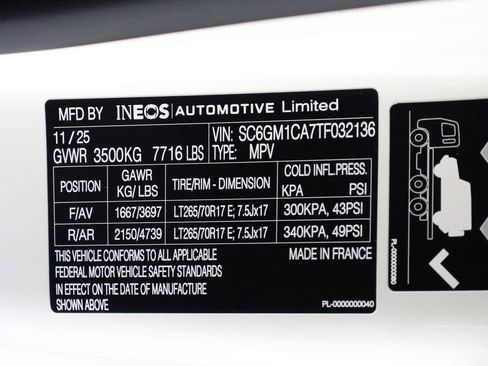 MFD BY INEOS AUTOMOTIVE Limited
11 / 25 VIN: SC6GM1CA7TF032136
GVWR 3500KG 7716 LBS TYPE: MPV
POSITION GAWR KG/LBS TIRE/RIM - DIMENSION COLD INFL.PRESS. KPA PSI
F/AV 1667/3697 LT265/70R17 E; 7.5Jx17 300KPA, 43PSI
R/AR 2150/4739 LT265/70R17 E; 7.5Jx17 340KPA, 49PSI
THIS VEHICLE CONFORMS TO ALL APPLICABLE MADE IN FRANCE
FEDERAL MOTOR VEHICLE SAFETY STANDARDS
IN EFFECT ON THE DATE OF MANUFACTURE
SHOWN ABOVE PL-0000000040
PL-0000000080